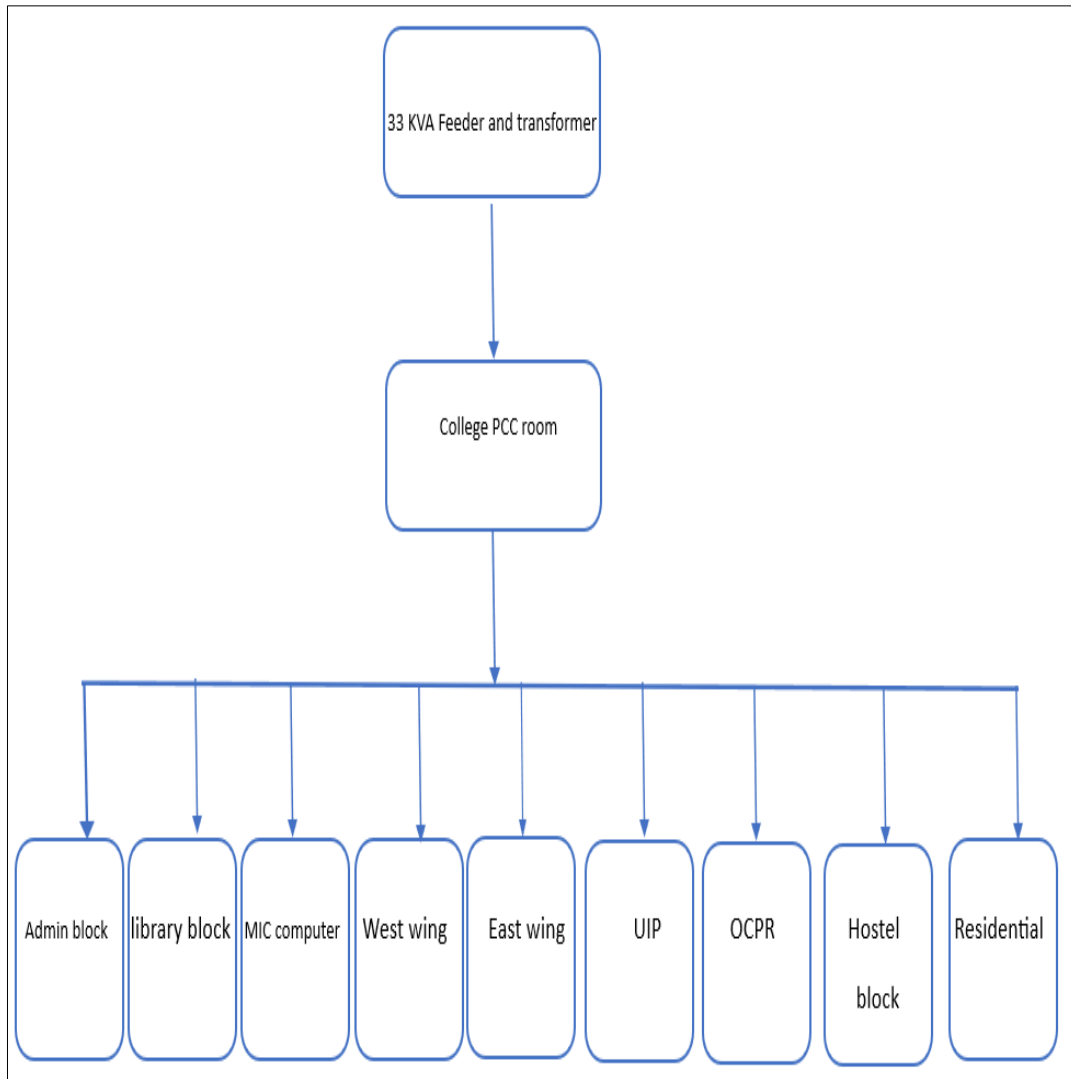 33 KVA Feeder and transformer
College PCC room
Admin block
library block
MIC computer
West wing
East wing
UIP
OCPR
Hostel
block
Residential